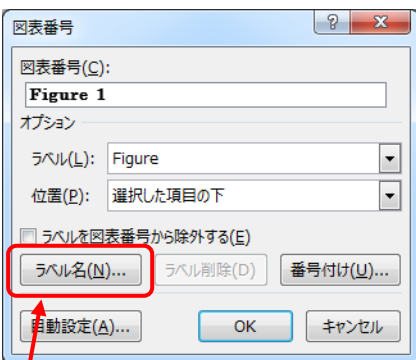 図表番号
図表番号(C):
Figure 1
オプション
ラベル(L): Figure
位置(P): 選択した項目の下
ラベルを図表番号から除外する(E)
ラベル名(N)... ラベル削除(D) 番号付け(U)...
自動設定(A)... OK キャンセル